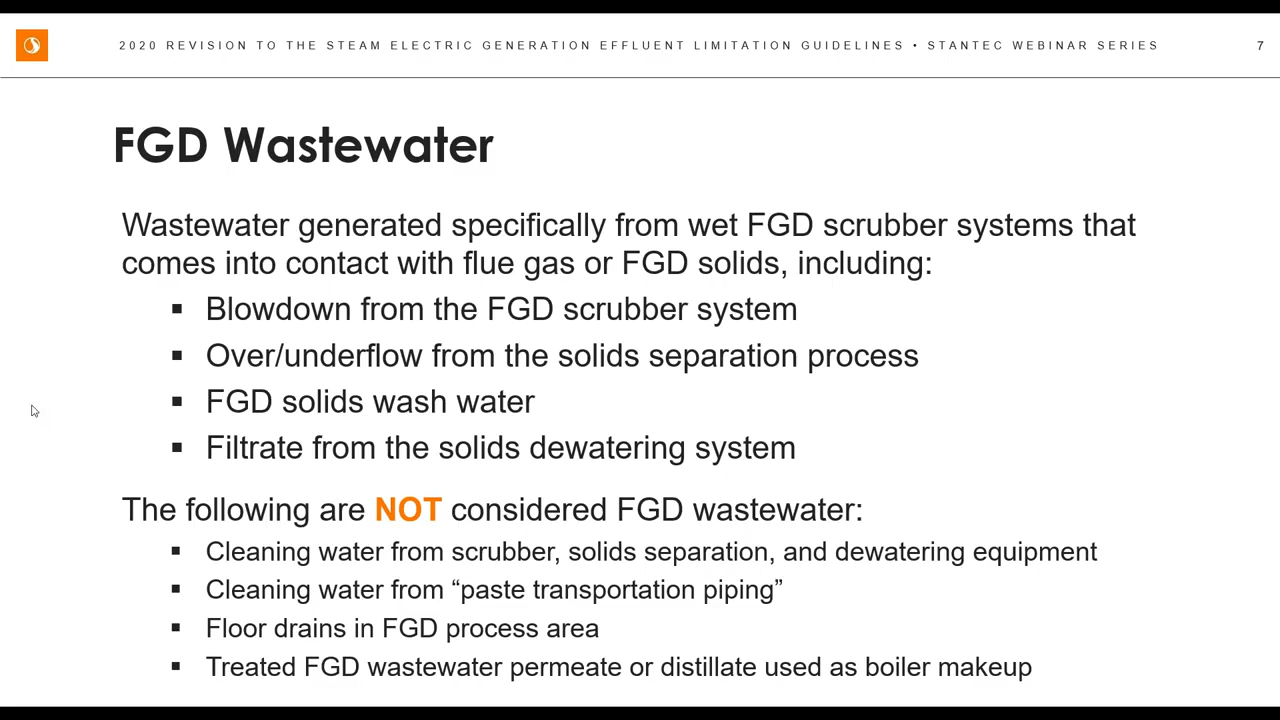 2020 REVISION TO THE STEAM ELECTRIC GENERATION EFFLUENT LIMITATION GUIDELINES • STANTEC WEBINAR SERIES 7
FGD Wastewater
Wastewater generated specifically from wet FGD scrubber systems that
comes into contact with flue gas or FGD solids, including:
▪ Blowdown from the FGD scrubber system
▪ Over/underflow from the solids separation process
▪ FGD solids wash water
▪ Filtrate from the solids dewatering system
The following are NOT considered FGD wastewater:
▪ Cleaning water from scrubber, solids separation, and dewatering equipment
▪ Cleaning water from “paste transportation piping”
▪ Floor drains in FGD process area
▪ Treated FGD wastewater permeate or distillate used as boiler makeup